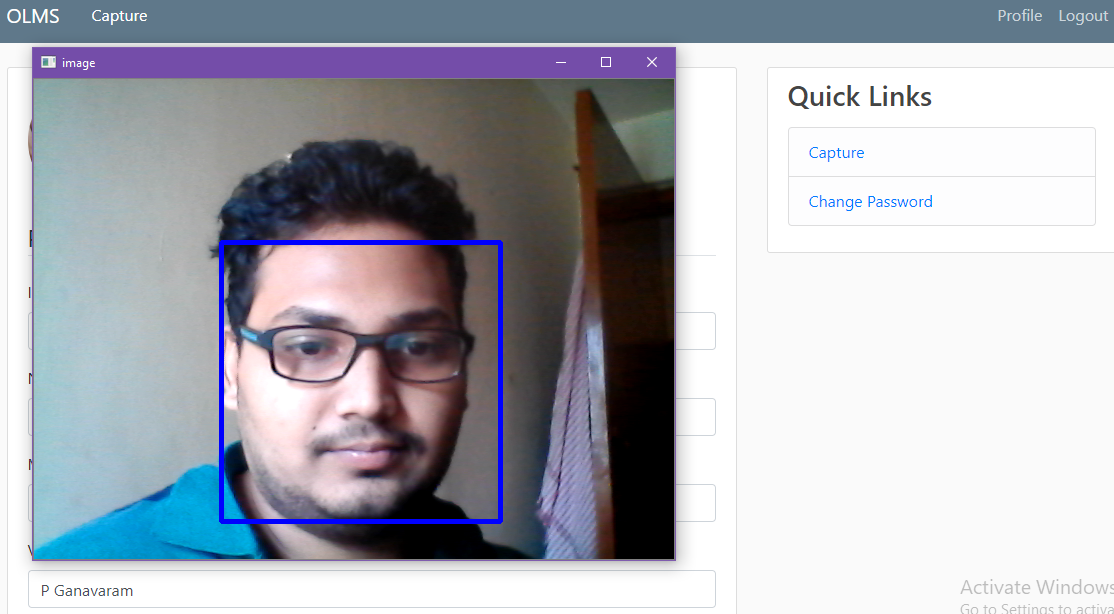 OLMS Capture Profile Logout
image
Quick Links
Capture
Change Password
P Ganavaram
Activate Windows
Go to Settings to activa